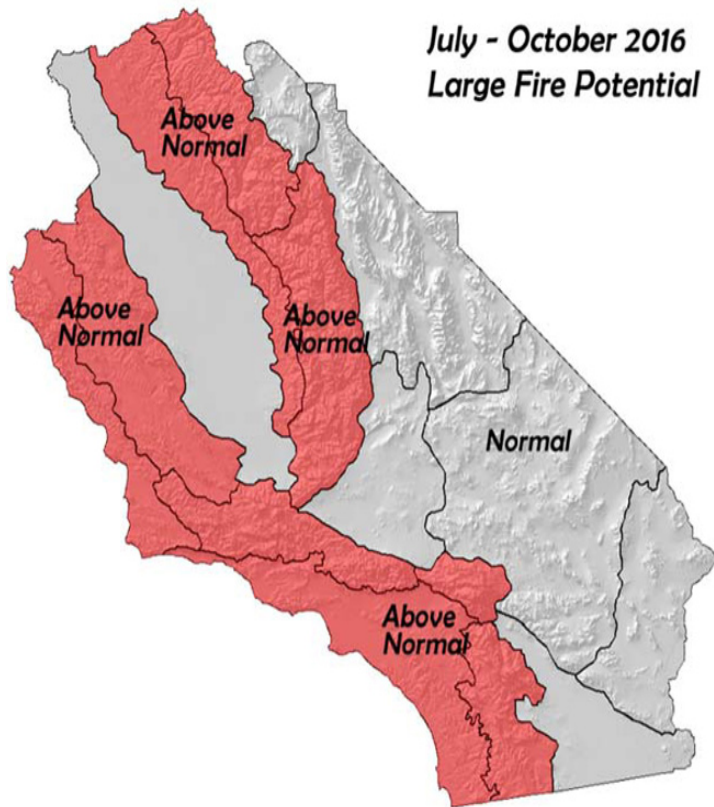 July - October 2016
Large Fire Potential
Above
Normal
Above
Normal
Above
Normal
Normal
Above
Normal